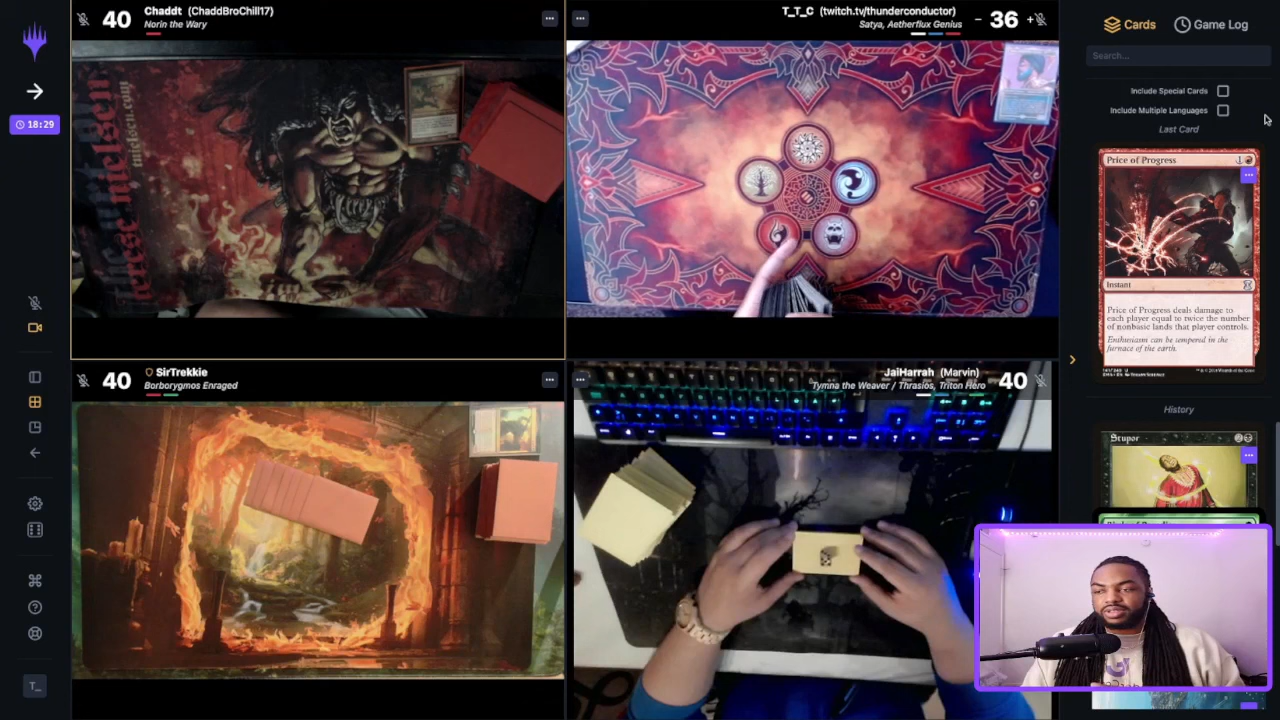 40
Chaddt (ChaddBroChill17)
Norin the Wary
T_T_C (twitch.tv/thunderconductor)
Satya, Aetherflux Genius
- 36 +
Cards
Game Log
Search...
Include Special Cards
Include Multiple Languages
Last Card
18:29
Price of Progress
Instant
Price of Progress deals damage to
each player equal to twice the number
of nonbasic lands that player controls.
Enthusiasm can be tempered in the
furnace of the earth.
40
SirTrekkie
Borborygmos Enraged
JaiHarrah (Marvin)
Tymna the Weaver / Thrasios, Triton Hero
40
History
Stupor
T_